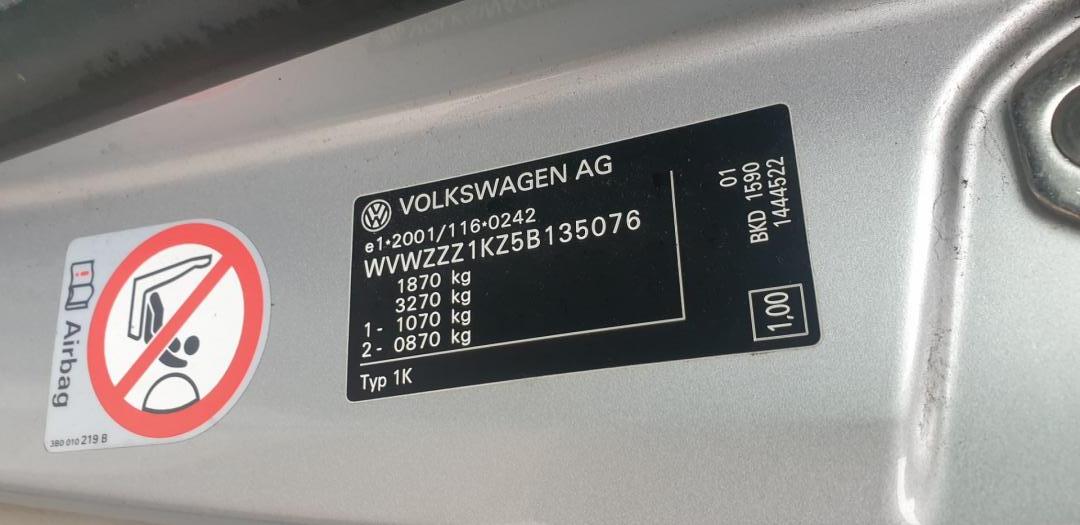 VOLKSWAGEN AG
e1*2001/116*0242
WVWZZZ1KZ5B135076
1870 kg
3270 kg
1- 1070 kg
2- 0870 kg
Typ 1K
01
BKD 1590
1444522
1,00
Airbag
3B0 010 219 B